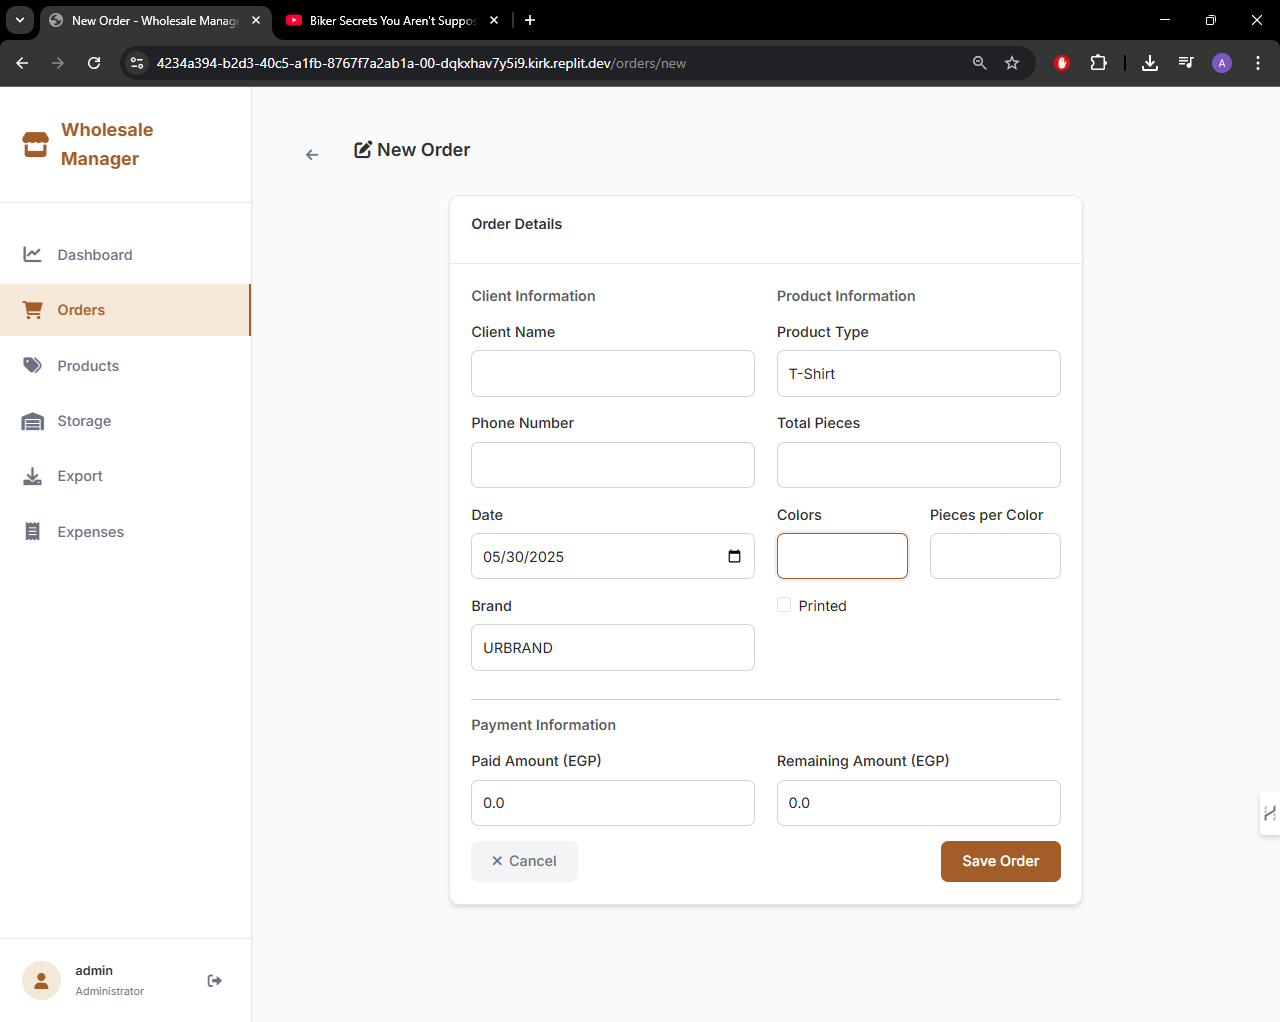 New Order - Wholesale Manag
Biker Secrets You Aren't Suppos
4234a394-b2d3-40c5-a1fb-8767f7a2ab1a-00-dqkxhav7y5i9.kirk.replit.dev/orders/new
A
Wholesale
Manager
Dashboard
Orders
Products
Storage
Export
Expenses
admin
Administrator
New Order
Order Details
Client Information
Product Information
Client Name
Product Type
T-Shirt
Phone Number
Total Pieces
Date
Colors
Pieces per Color
05/30/2025
Brand
Printed
URBRAND
Payment Information
Paid Amount (EGP)
Remaining Amount (EGP)
0.0
0.0
Cancel
Save Order